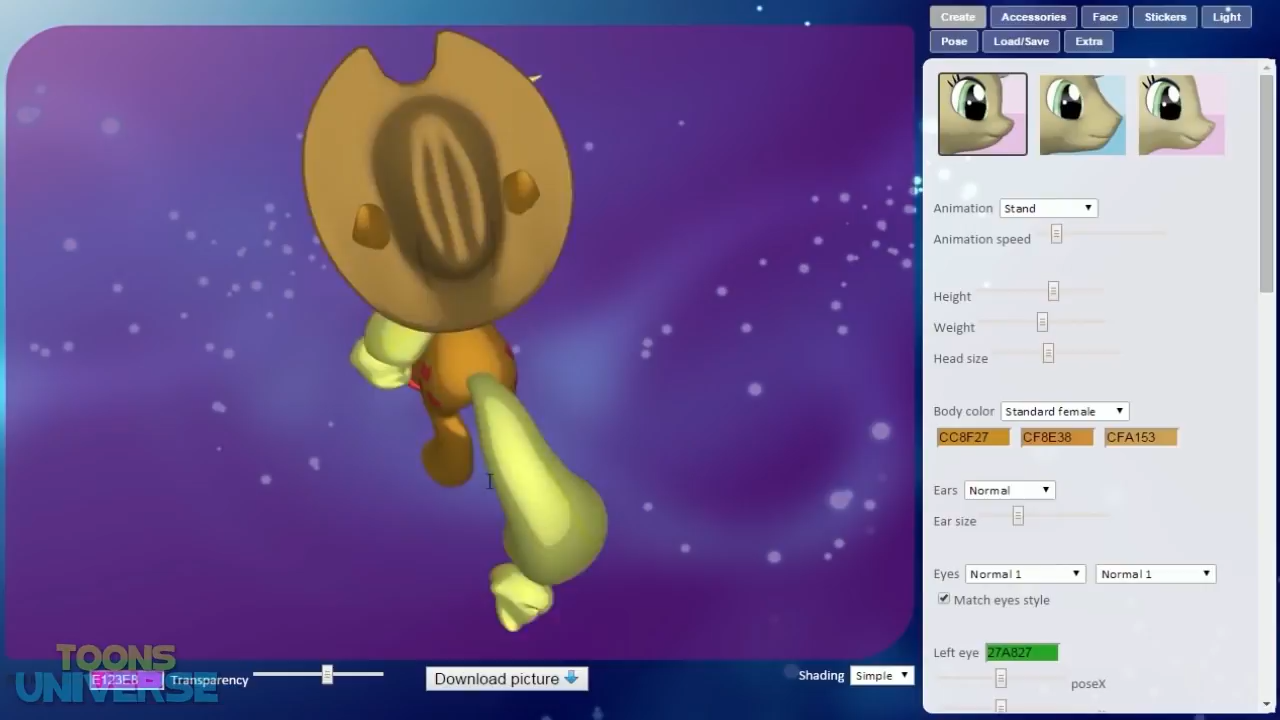 Create Accessories Face Stickers Light
Pose Load/Save Extra
Animation Stand
Animation speed
Height
Weight
Head size
Body color Standard female
CC8F27 CF8E38 CFA153
Ears Normal
Ear size
Eyes Normal 1 Normal 1
Match eyes style
Left eye 27A827
poseX
TOONS
UNIVERSE
E123E8 Transparency
Download picture
Shading Simple